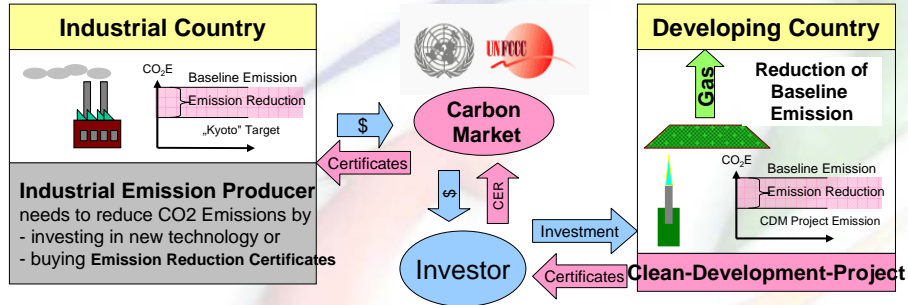 Industrial Country
CO2E
Baseline Emission
Emission Reduction
„Kyoto" Target
Industrial Emission Producer
needs to reduce CO2 Emissions by
- investing in new technology or
- buying Emission Reduction Certificates
UNFCCC
Carbon
Market
$
Certificates
$
CER
Investor
Investment
Certificates
Developing Country
Gas
Reduction of
Baseline
Emission
CO2E
Baseline Emission
Emission Reduction
CDM Project Emission
Clean-Development-Project